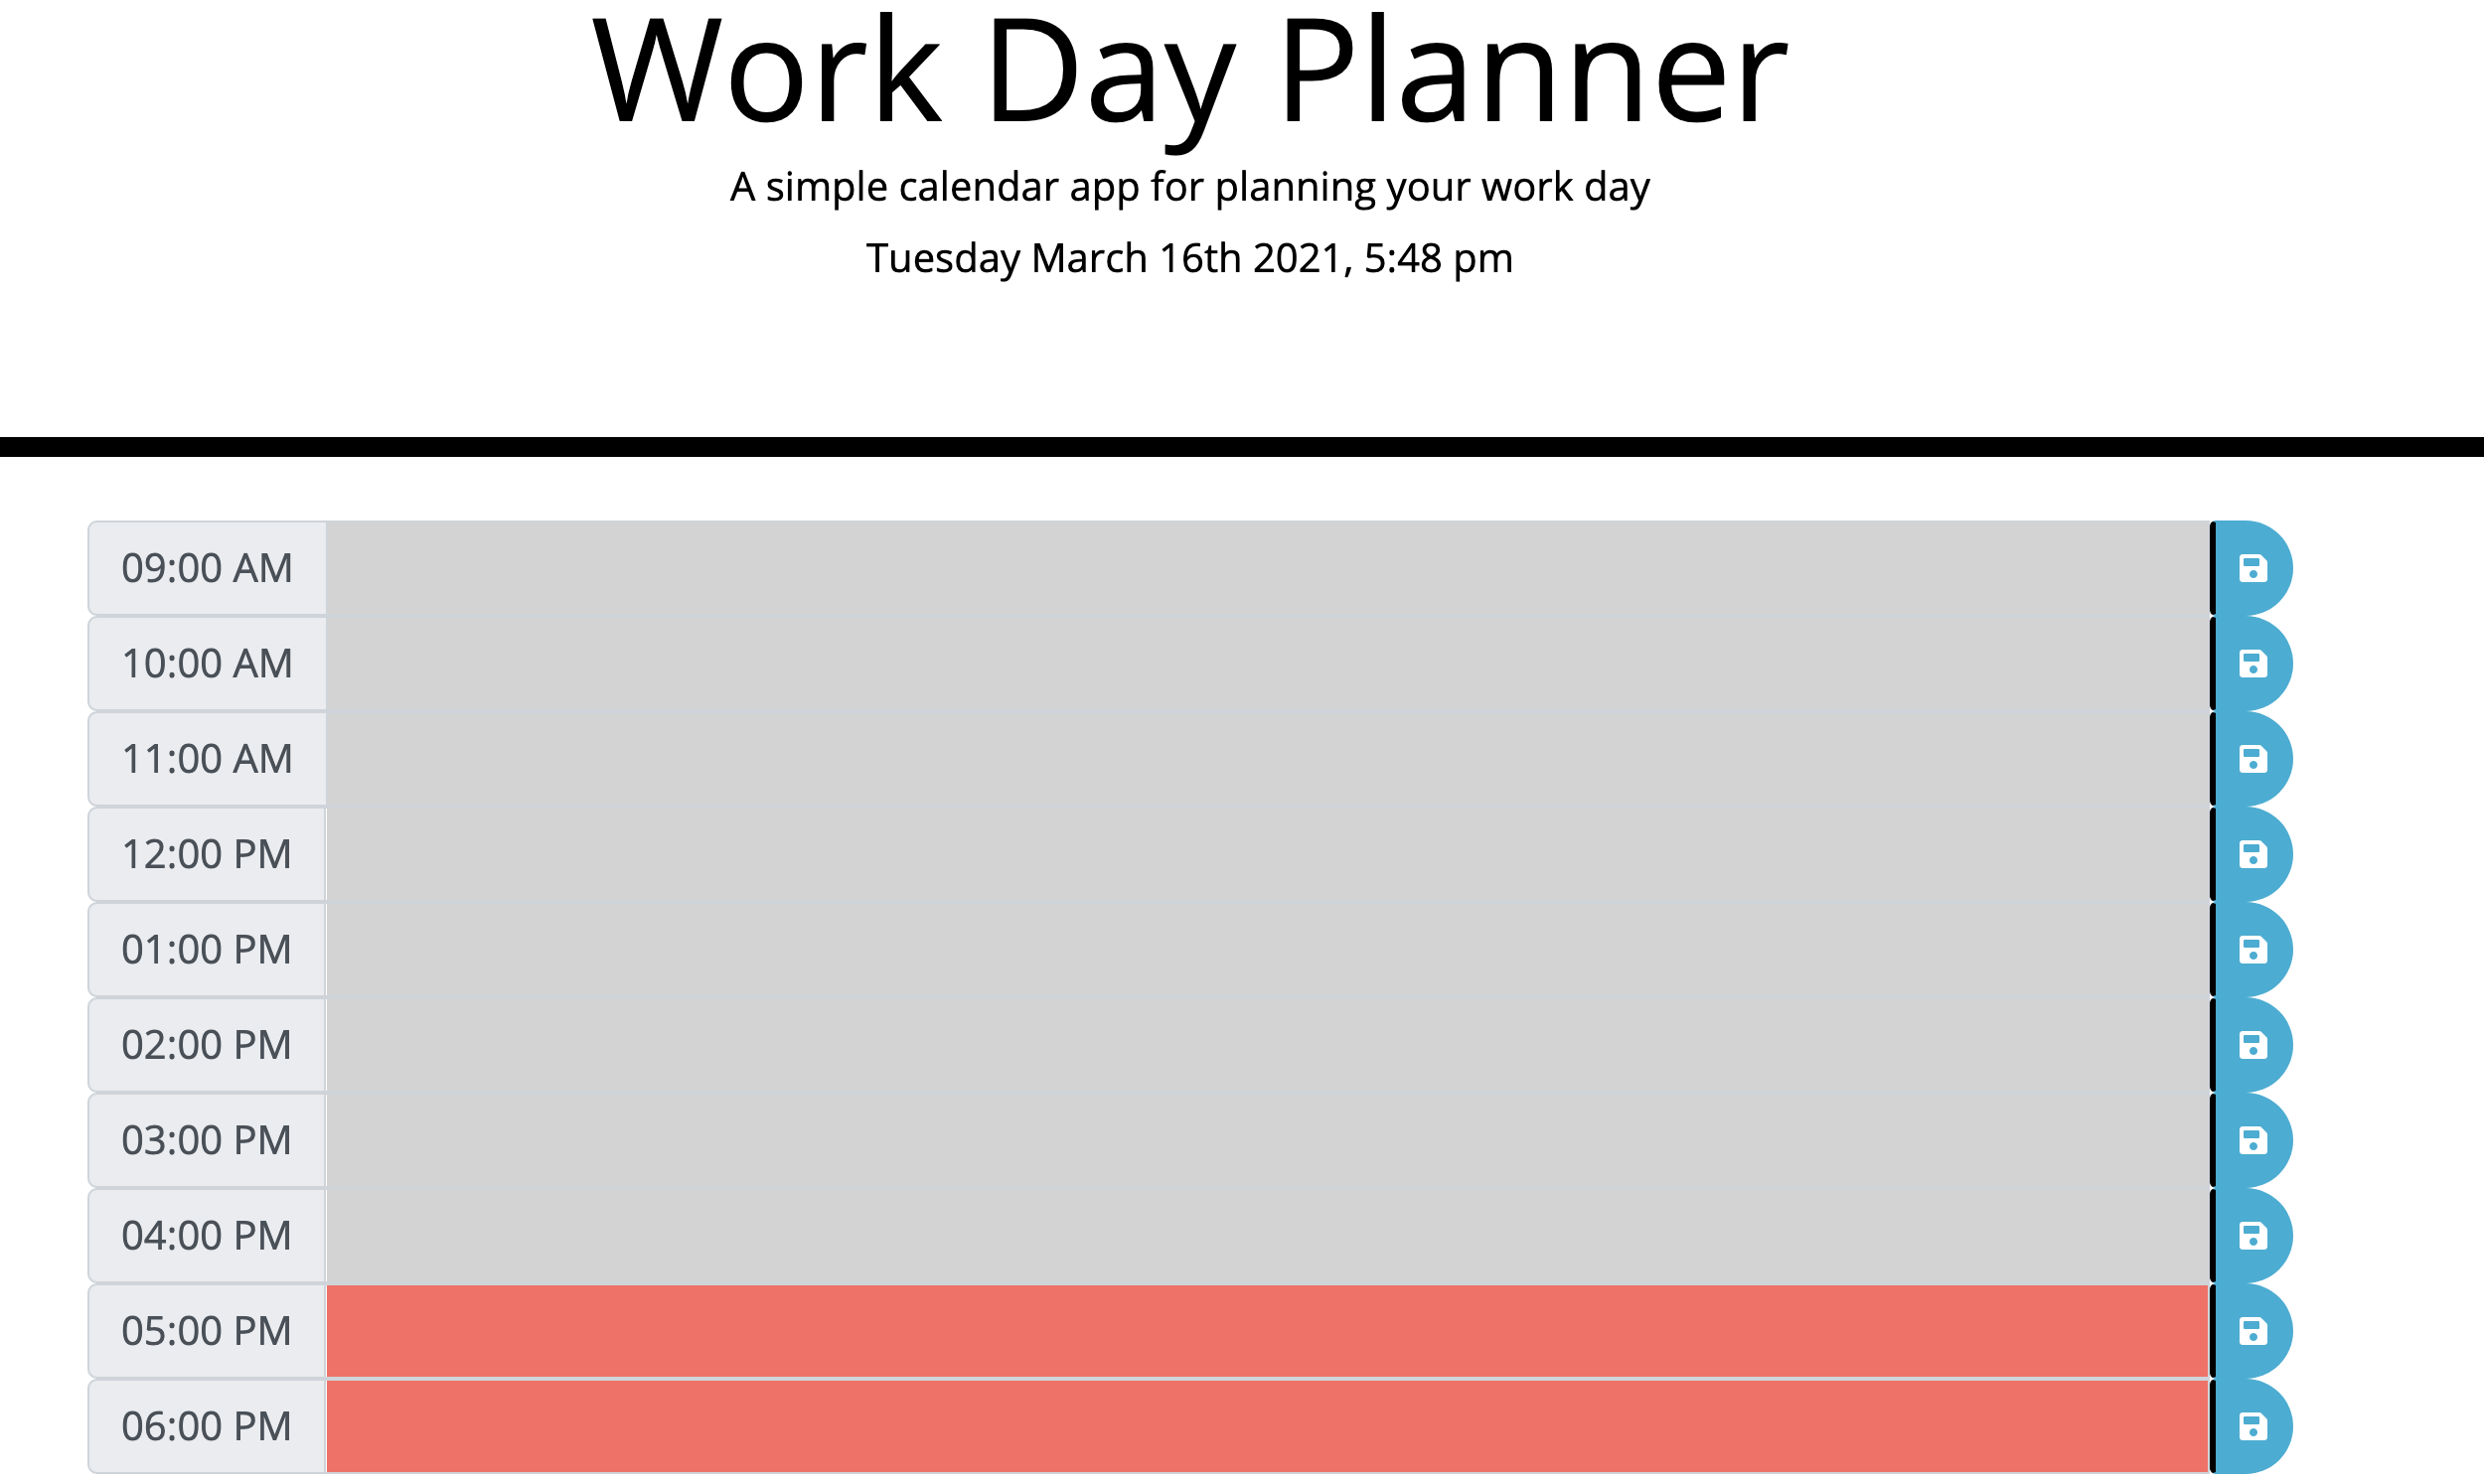 Work Day Planner
A simple calendar app for planning your work day
Tuesday March 16th 2021, 5:48 pm
09:00 AM
10:00 AM
11:00 AM
12:00 PM
01:00 PM
02:00 PM
03:00 PM
04:00 PM
05:00 PM
06:00 PM